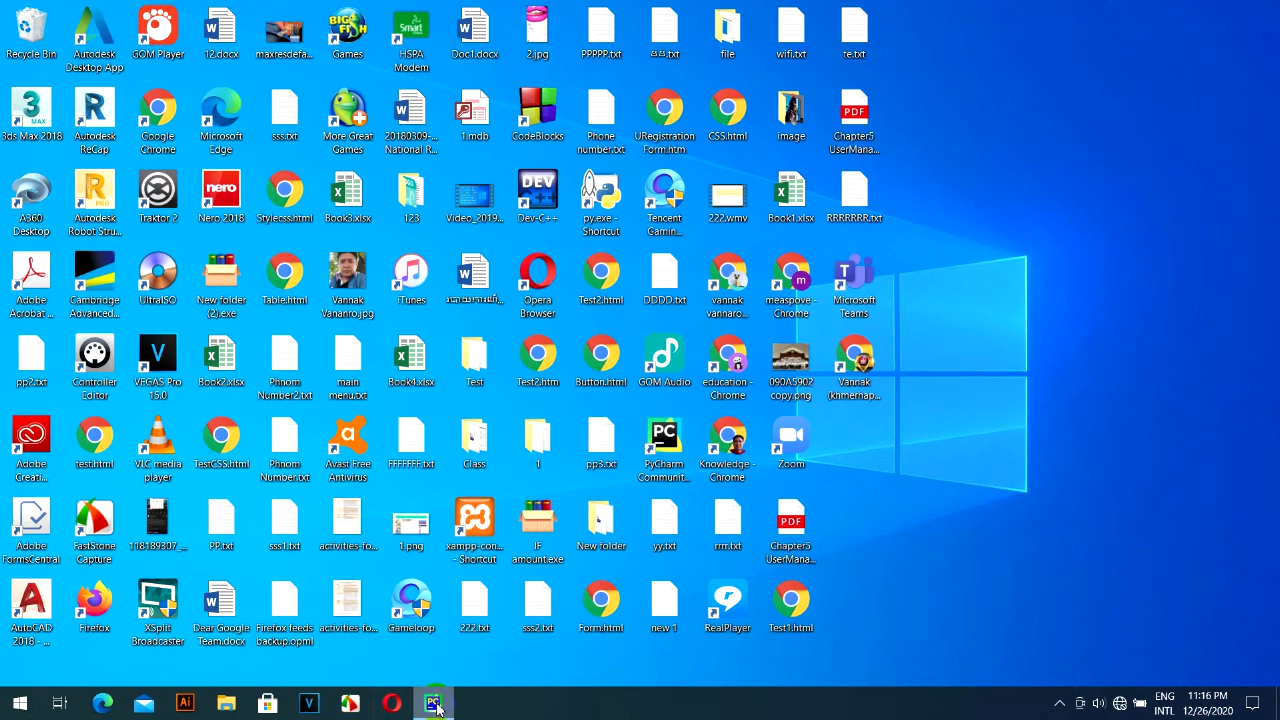 Recycle Bin
Autodesk
Desktop App
GOM Player
12.docx
maxresdefa...
Games
HSPA
Modem
Doc1.docx
2.jpg
PPPPP.txt
file
wifi.txt
te.txt
3ds Max 2018
Autodesk
ReCap
Google
Chrome
Microsoft
Edge
sss.txt
More Great
Games
20180309-...
National R...
1.mdb
CodeBlocks
Phone
number.txt
URegistration
Form.htm
CSS.html
image
Chapter5
UserMana...
A360
Desktop
Autodesk
Robot Stru...
Traktor 2
Nero 2018
Stylecss.html
Book3.xlsx
123
Video_2019...
Dev-C++
py.exe -
Shortcut
Tencent
Gamin...
222.wmv
Book1.xlsx
RRRRRRR.txt
Adobe
Acrobat ...
Cambridge
Advanced...
UltraISO
New folder
(2).exe
Table.html
Vannak
Vananro.jpg
iTunes
Opera
Browser
Test2.html
DDDD.txt
vannak
vannaro...
measpove -
Chrome
Microsoft
Teams
pp2.txt
Controller
Editor
VEGAS Pro
15.0
Book2.xlsx
Phnom
Number2.txt
main
menu.txt
Book4.xlsx
Test
Test2.htm
Button.html
GOM Audio
education -
Chrome
090A5902
copy.png
Vannak
(khmernap...
Adobe
Creati...
test.html
VLC media
player
TestCSS.html
Phnom
Number.txt
Avast Free
Antivirus
FFFFFFF.txt
Glass
1
pp3.txt
PyCharm
Communit...
Knowledge -
Chrome
Zoom
Adobe
FormsCentral
FastStone
Capture
118189307_...
PP.txt
sss1.txt
activities-fo...
1.png
xampp-con...
- Shortcut
IF
amount.exe
New folder
yy.txt
rrrr.txt
Chapter5
UserMana...
AutoCAD
2018 - ...
Firefox
XSplit
Broadcaster
Dear Google
Team.docx
Firefox feeds
backup.opml
activities-fo...
Gameloop
222.txt
sss2.txt
Form.html
new 1
RealPlayer
Test1.html
ENG
INTL
11:16 PM
12/26/2020